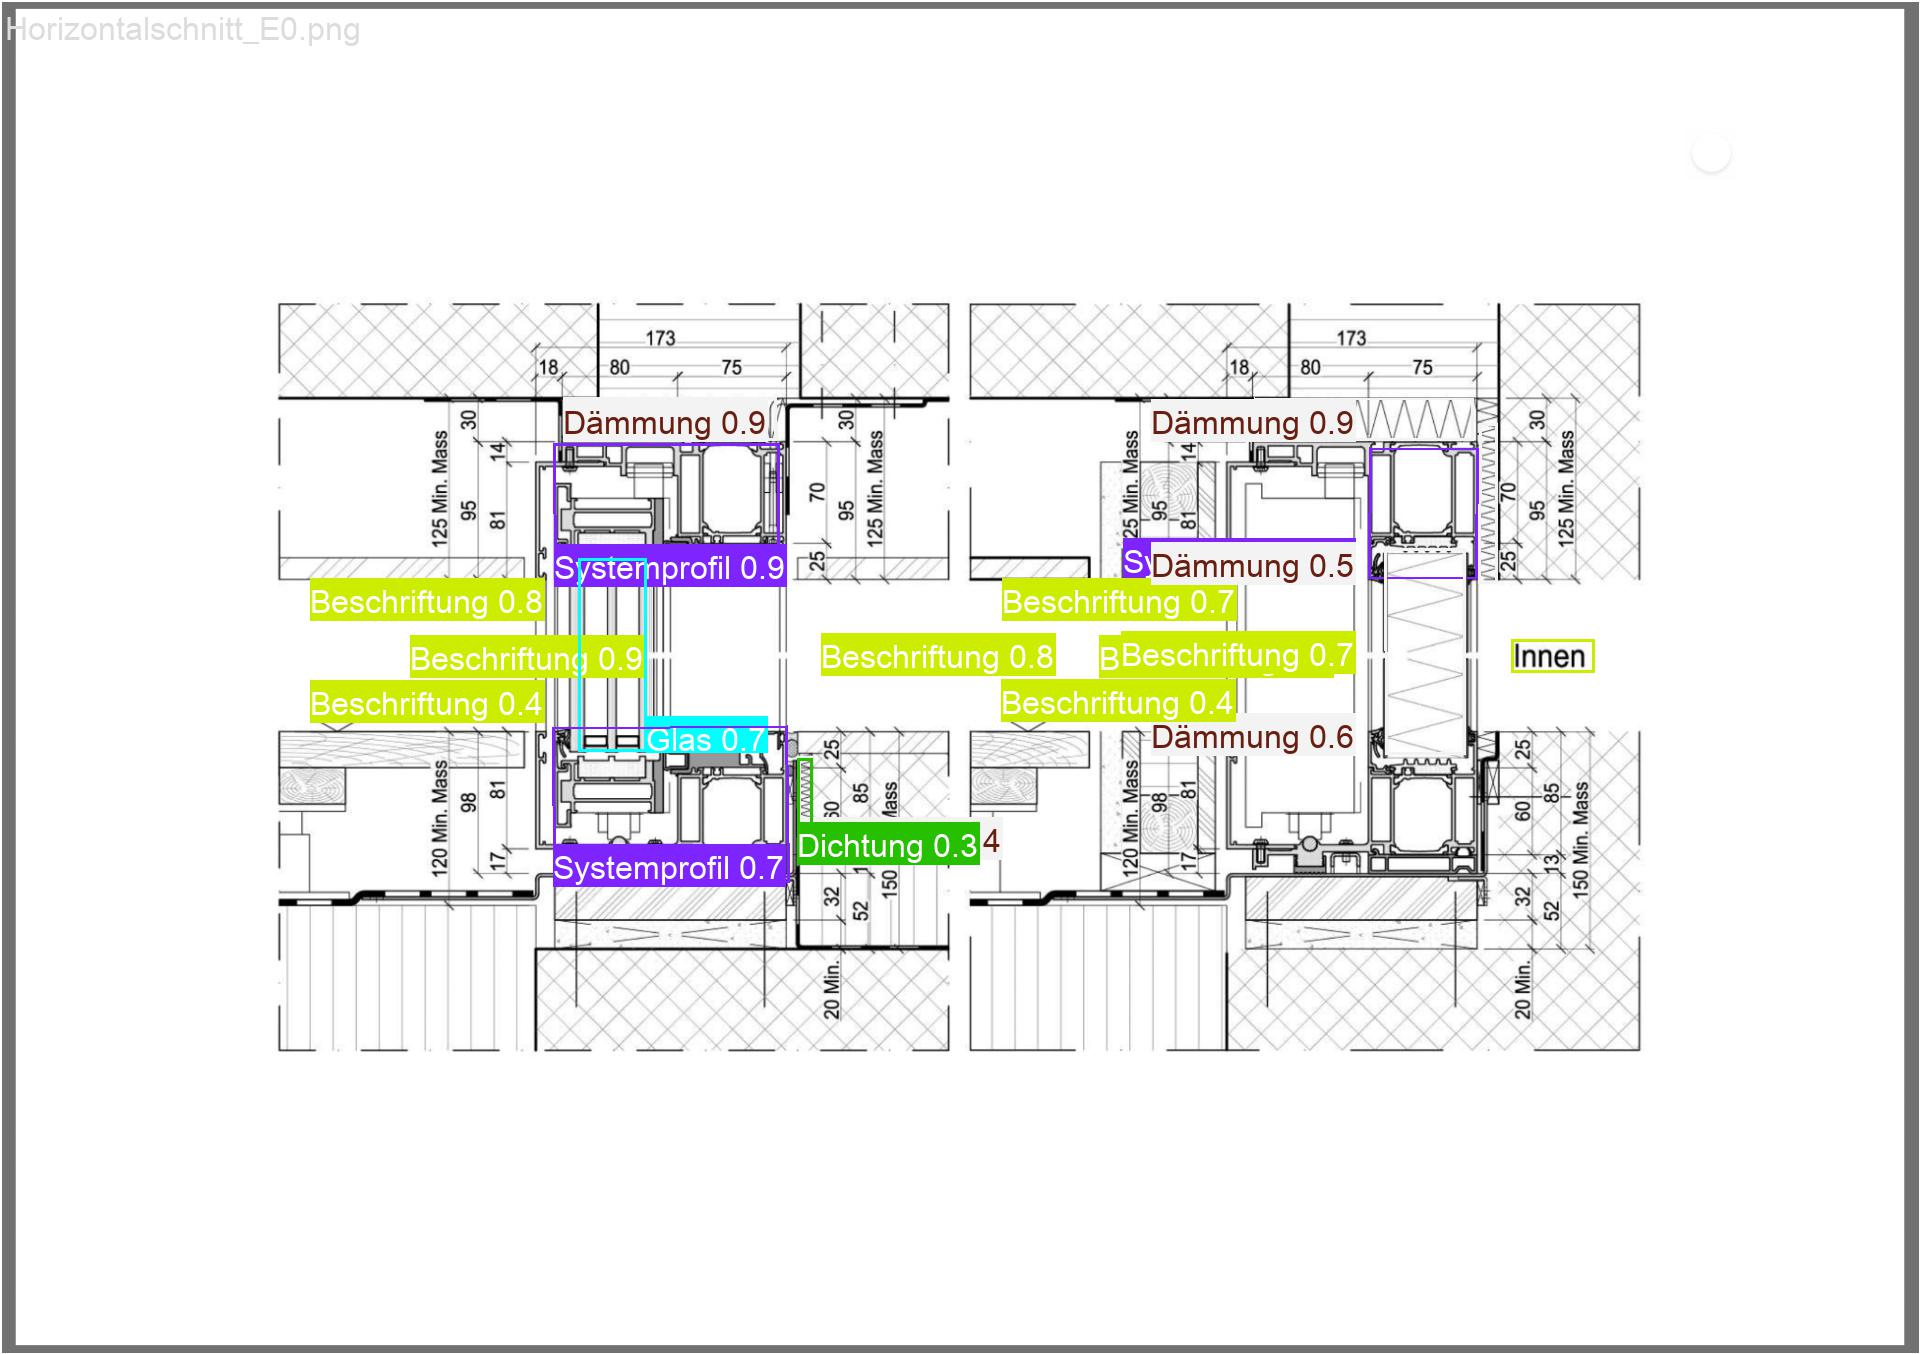 Horizontalschnitt_E0.png
173
18
80
75
Dämmung 0.9
30
14
125 Min. Mass
95
81
30
70
95
125 Min. Mass
25
Systemprofil 0.9
Beschriftung 0.8
Beschriftung 0.9
Beschriftung 0.4
Beschriftung 0.8
Glas 0.7
120 Min. Mass
98
81
17
25
60
85
Mass
Dichtung 0.3
4
Systemprofil 0.7
32
52
150
20 Min.
173
18
80
75
Dämmung 0.9
14
125 Min. Mass
95
81
30
70
95
125 Min. Mass
25
Dämmung 0.5
Beschriftung 0.7
Beschriftung 0.7
Beschriftung 0.4
Innen
Dämmung 0.6
120 Min. Mass
98
81
17
25
60
85
13
32
52
150 Min. Mass
20 Min.